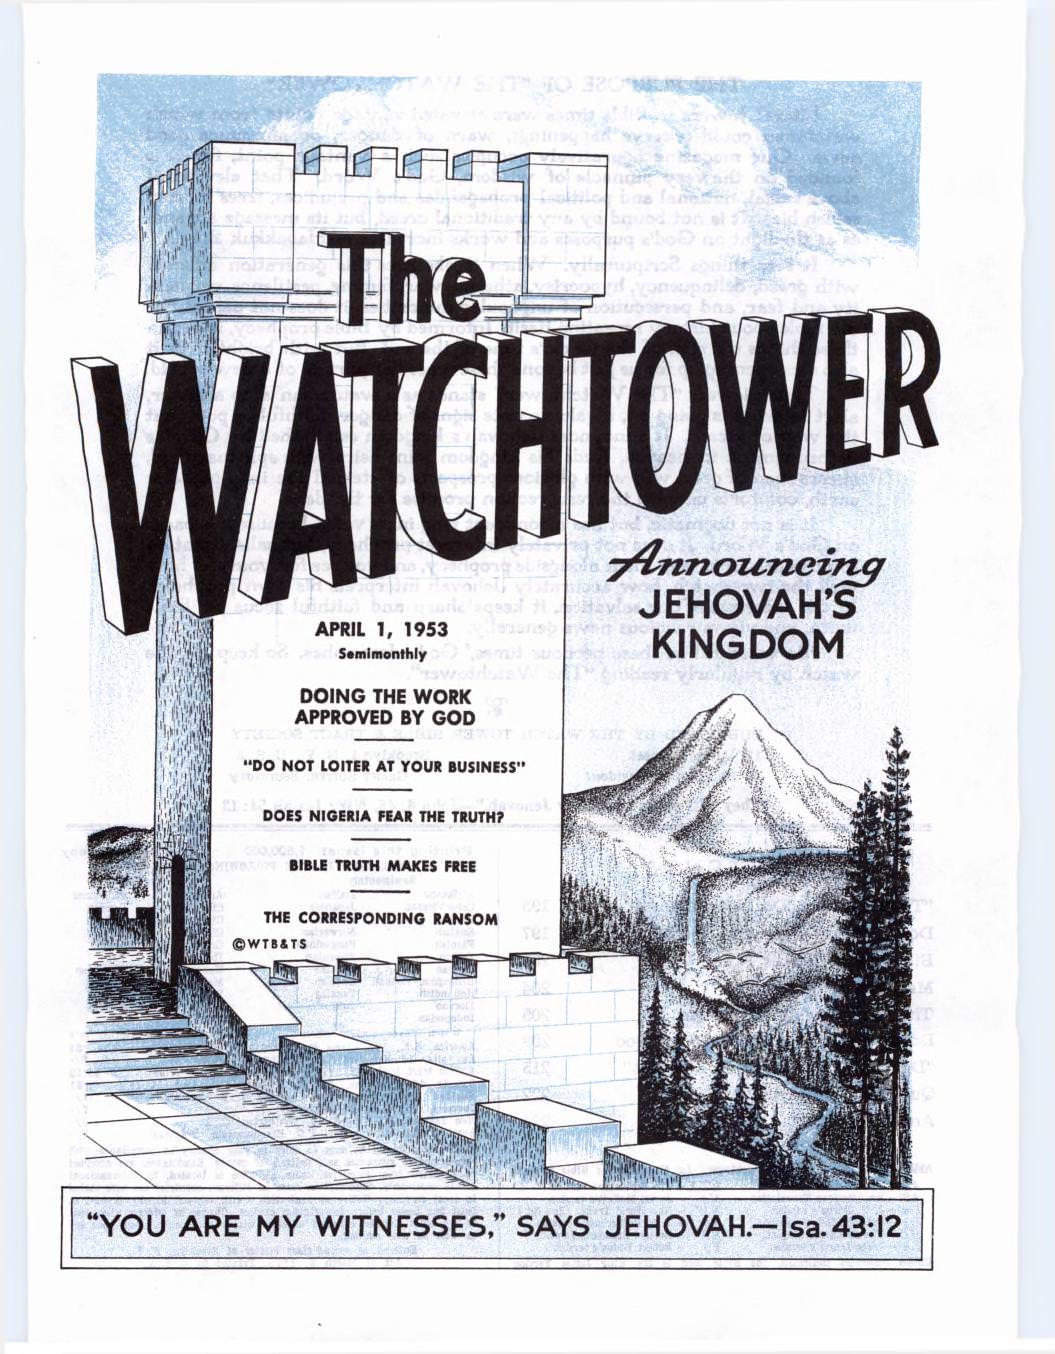 The
WATCHTOWER
Announcing
JEHOVAH'S
KINGDOM
APRIL 1, 1953
Semimonthly
DOING THE WORK
APPROVED BY GOD
"DO NOT LOITER AT YOUR BUSINESS"
DOES NIGERIA FEAR THE TRUTH?
BIBLE TRUTH MAKES FREE
THE CORRESPONDING RANSOM
©WTB&TS
"YOU ARE MY WITNESSES," SAYS JEHOVAH.—Isa. 43:12